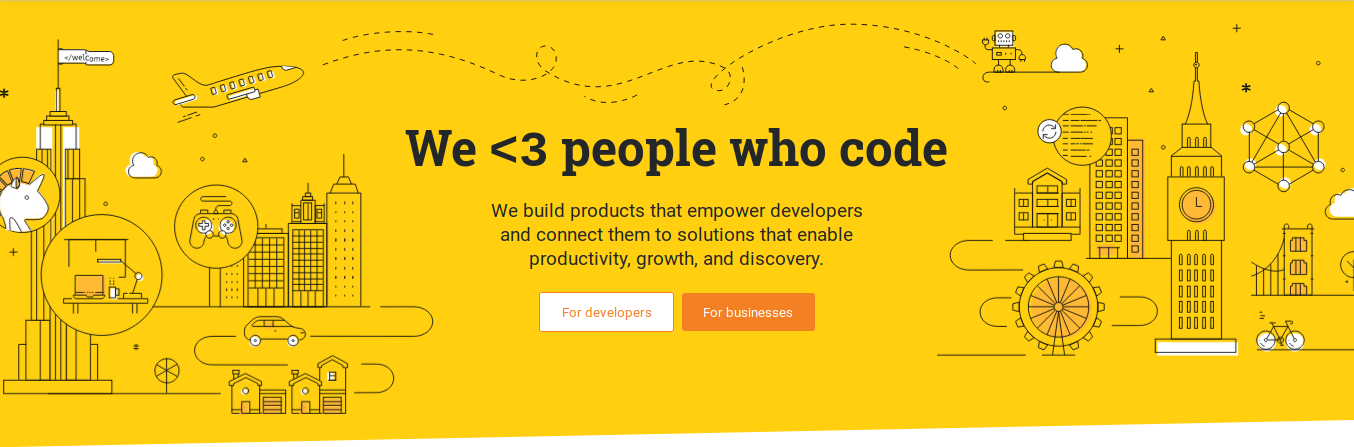 </welcome>
We <3 people who code
We build products that empower developers
and connect them to solutions that enable
productivity, growth, and discovery.
For developers
For businesses